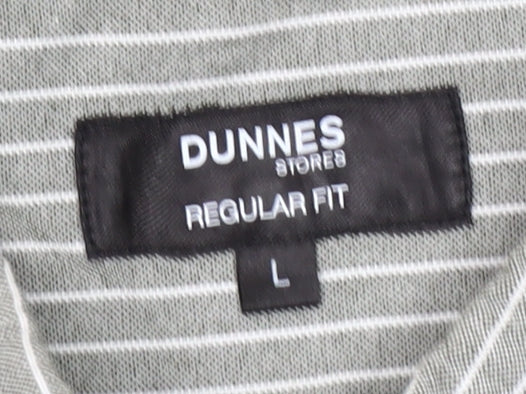 DUNNES
STORES
REGULAR FIT
L